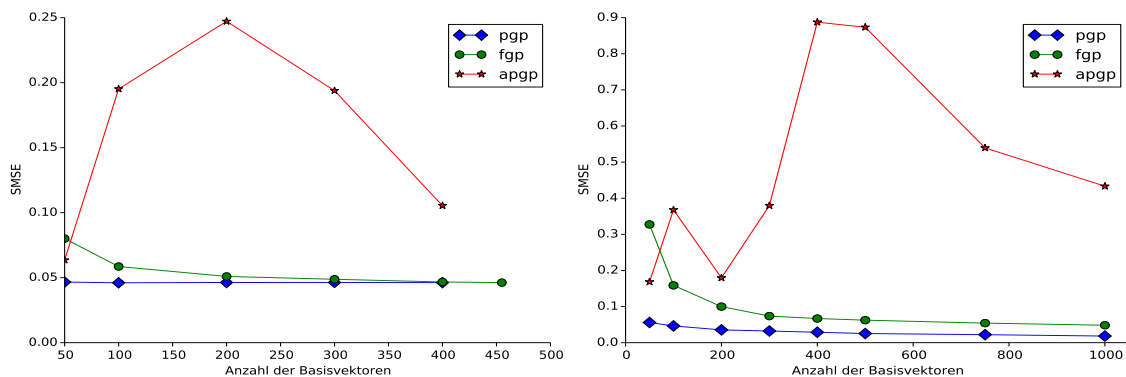 0.25
0.20
0.15
0.10
0.05
0.00
SMSE
50 100 150 200 250 300 350 400 450 500
Anzahl der Basisvektoren
pgp
fgp
apgp
0.9
0.8
0.7
0.6
0.5
0.4
0.3
0.2
0.1
0.0
SMSE
0 200 400 600 800 1000
Anzahl der Basisvektoren
pgp
fgp
apgp